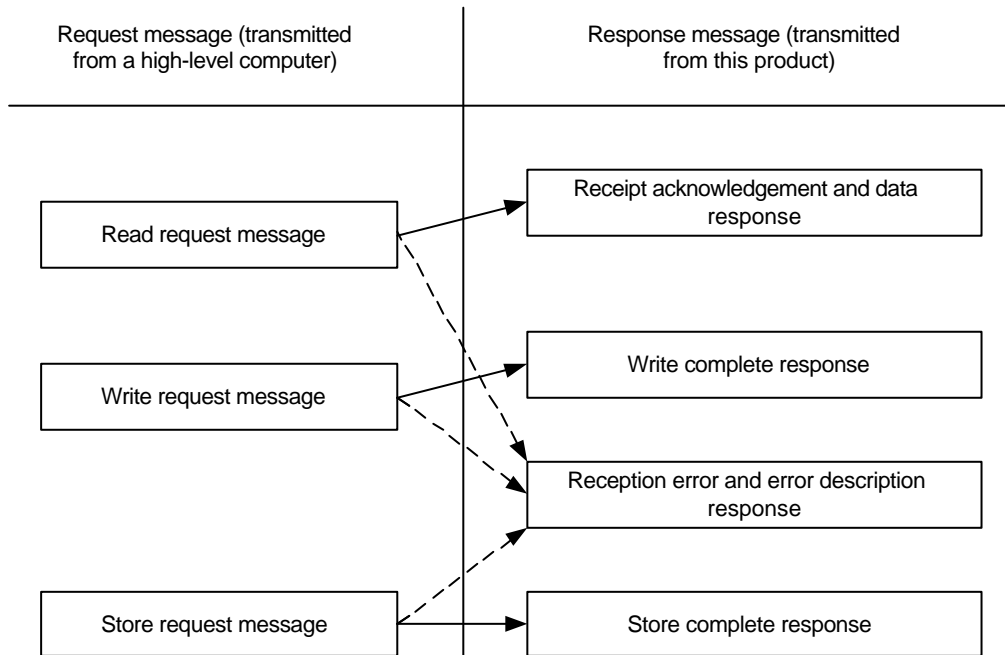 Request message (transmitted
from a high-level computer)
Response message (transmitted
from this product)
Receipt acknowledgement and data
response
Read request message
Write complete response
Write request message
Reception error and error description
response
Store request message
Store complete response